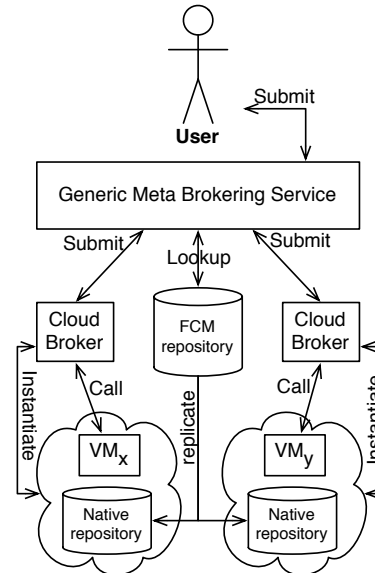 Submit
User
Generic Meta Brokering Service
Submit
Lookup
Submit
Cloud
Broker
FCM
repository
Cloud
Broker
Instantiate
Call
replicate
Call
Instantiate
VMx
VMy
Native
repository
Native
repository